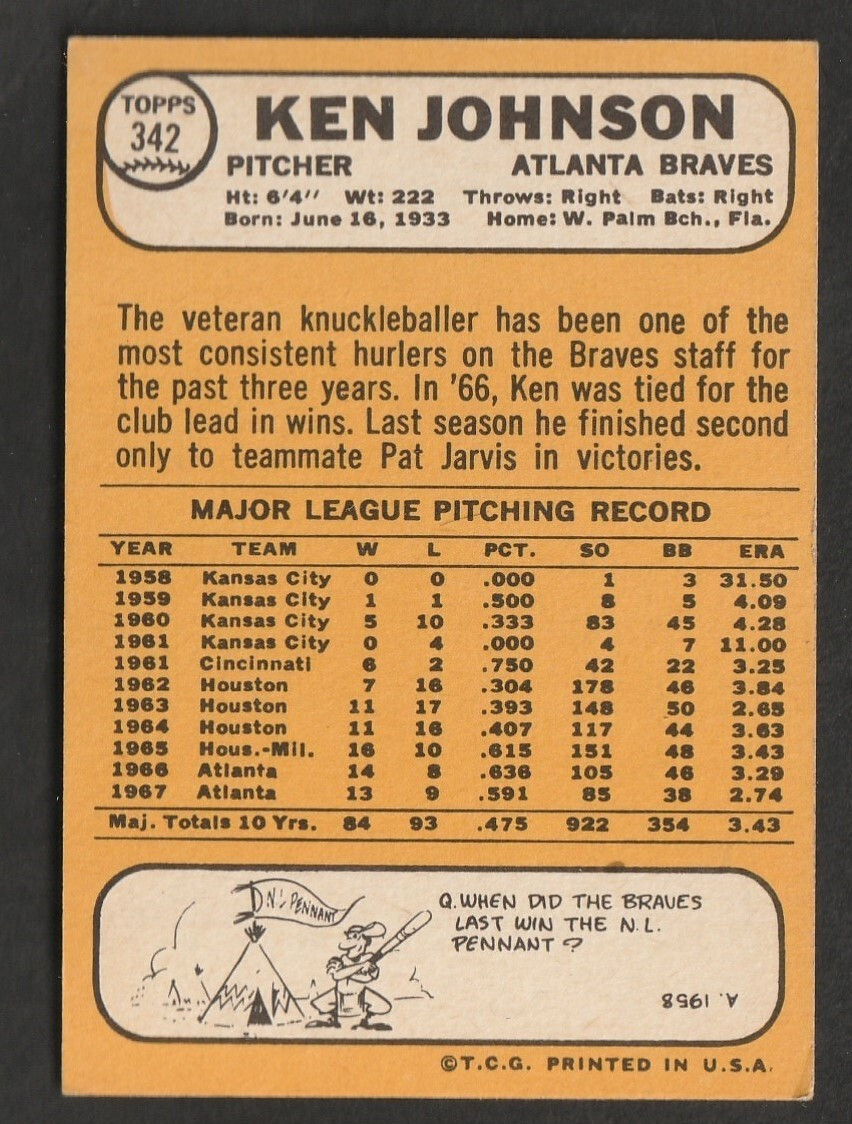 TOPPS
342
KEN JOHNSON
PITCHER ATLANTA BRAVES
Ht: 6'4'' Wt: 222 Throws: Right Bats: Right
Born: June 16, 1933 Home: W. Palm Bch., Fla.
The veteran knuckleballer has been one of the
most consistent hurlers on the Braves staff for
the past three years. In '66, Ken was tied for the
club lead in wins. Last season he finished second
only to teammate Pat Jarvis in victories.
MAJOR LEAGUE PITCHING RECORD
YEAR TEAM W L PCT. SO BB ERA
1958 Kansas City 0 0 .000 1 3 31.50
1959 Kansas City 1 1 .500 8 5 4.09
1960 Kansas City 5 10 .333 83 45 4.28
1961 Kansas City 0 4 .000 4 7 11.00
1961 Cincinnati 6 2 .750 42 22 3.25
1962 Houston 7 16 .304 178 46 3.84
1963 Houston 11 17 .393 148 50 2.65
1964 Houston 11 16 .407 117 44 3.63
1965 Hous.-Mil. 16 10 .615 151 48 3.43
1966 Atlanta 14 8 .636 105 46 3.29
1967 Atlanta 13 9 .591 85 38 2.74
Maj. Totals 10 Yrs. 84 93 .475 922 354 3.43
N.L. PENNANT
Q. WHEN DID THE BRAVES
LAST WIN THE N.L.
PENNANT?
A. 1958
©T.C.G. PRINTED IN U.S.A.